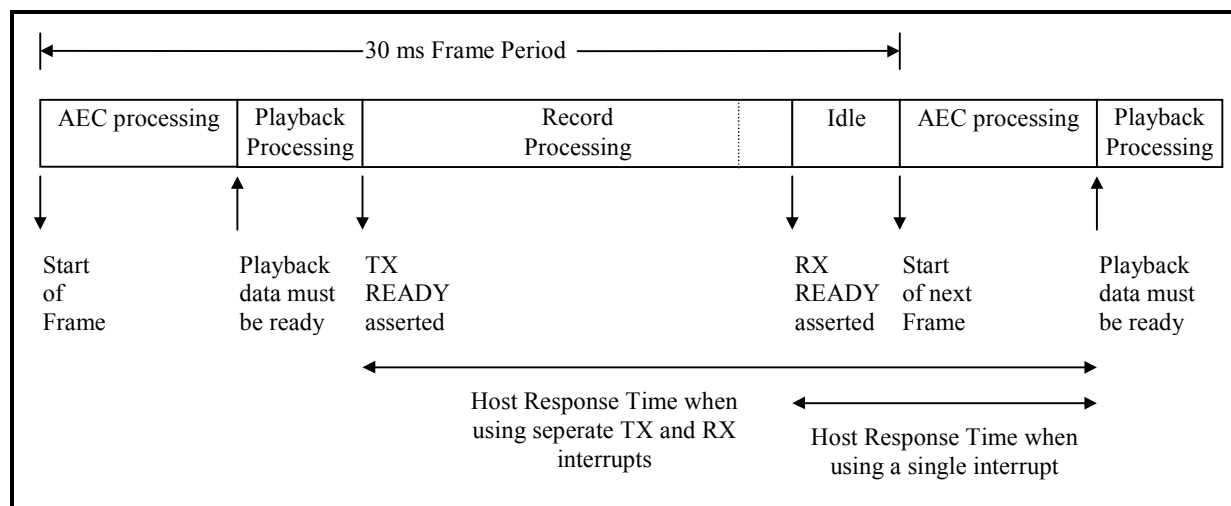 30 ms Frame Period
AEC processing
Playback
Processing
Record
Processing
Idle
AEC processing
Playback
Processing
Start
of
Frame
Playback
data must
be ready
TX
READY
asserted
RX
READY
asserted
Start
of next
Frame
Playback
data must
be ready
Host Response Time when
using seperate TX and RX
interrupts
Host Response Time when
using a single interrupt